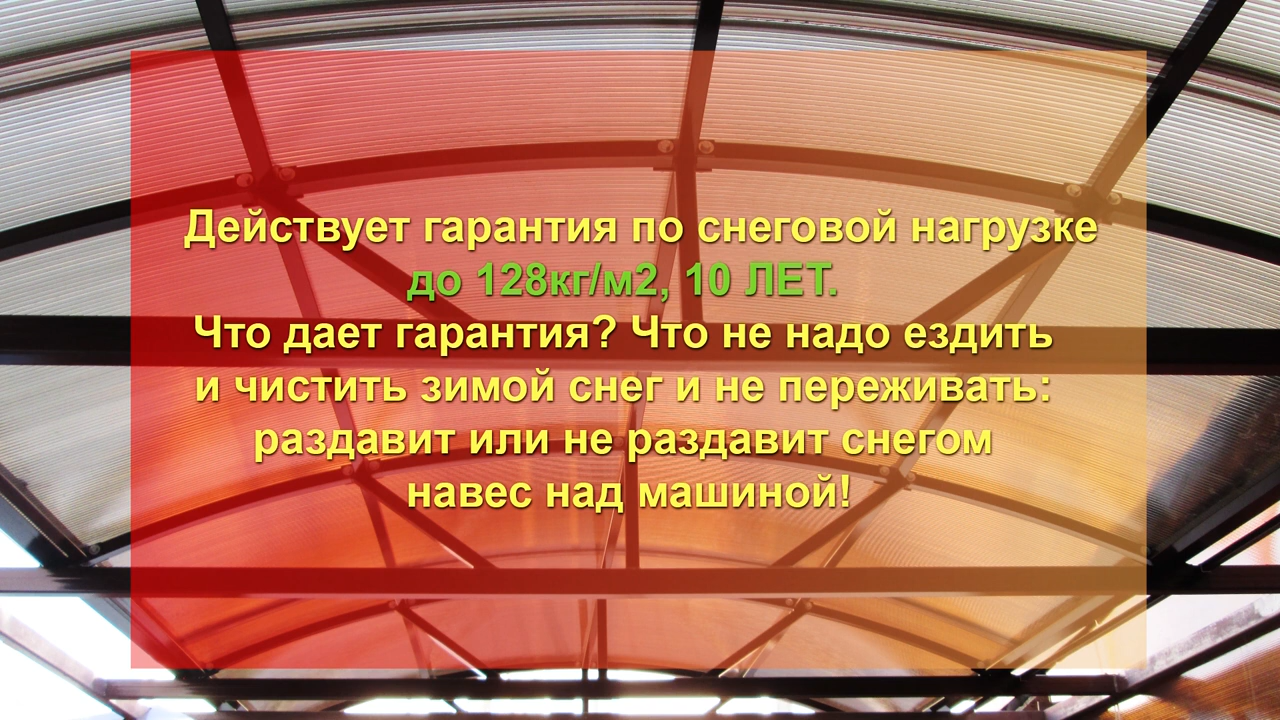 Действует гарантия по снеговой нагрузке
до 128кг/м2, 10 ЛЕТ.
Что дает гарантия? Что не надо ездить
и чистить зимой снег и не переживать:
раздавит или не раздавит снегом
навес над машиной!